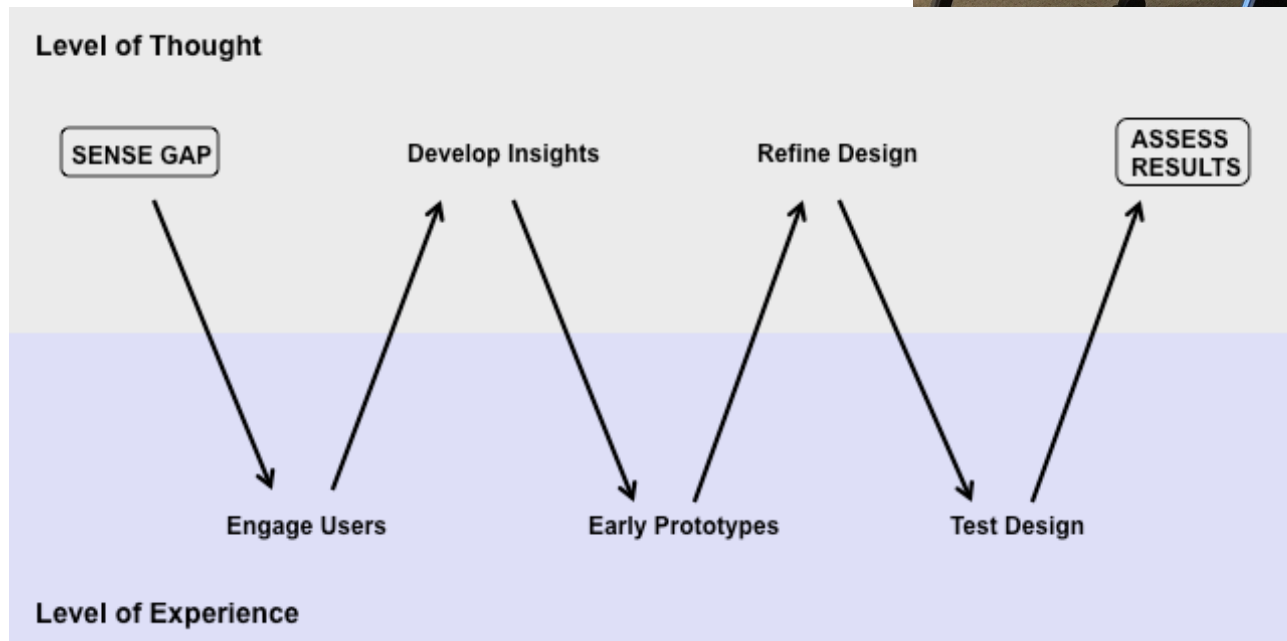 Level of Thought
SENSE GAP
Develop Insights
Refine Design
ASSESS
RESULTS
Engage Users
Early Prototypes
Test Design
Level of Experience